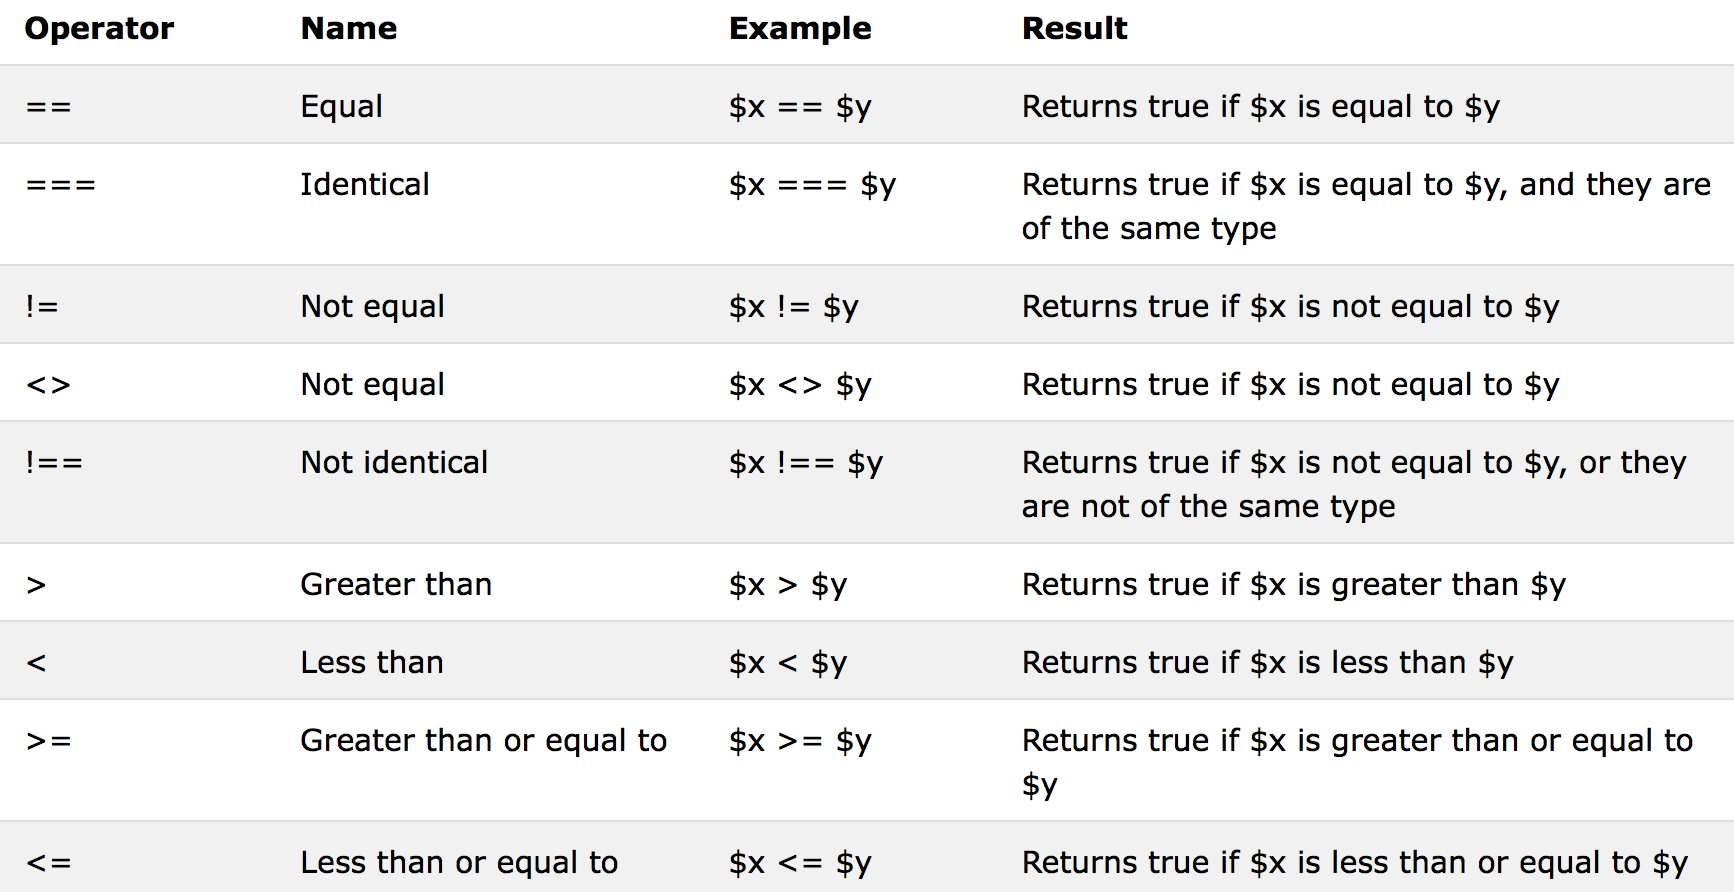 Operator Name Example Result
== Equal $x == $y Returns true if $x is equal to $y
=== Identical $x === $y Returns true if $x is equal to $y, and they are
of the same type
!= Not equal $x != $y Returns true if $x is not equal to $y
<> Not equal $x <> $y Returns true if $x is not equal to $y
!== Not identical $x !== $y Returns true if $x is not equal to $y, or they
are not of the same type
> Greater than $x > $y Returns true if $x is greater than $y
< Less than $x < $y Returns true if $x is less than $y
>= Greater than or equal to $x >= $y Returns true if $x is greater than or equal to
$y
<= Less than or equal to $x <= $y Returns true if $x is less than or equal to $y